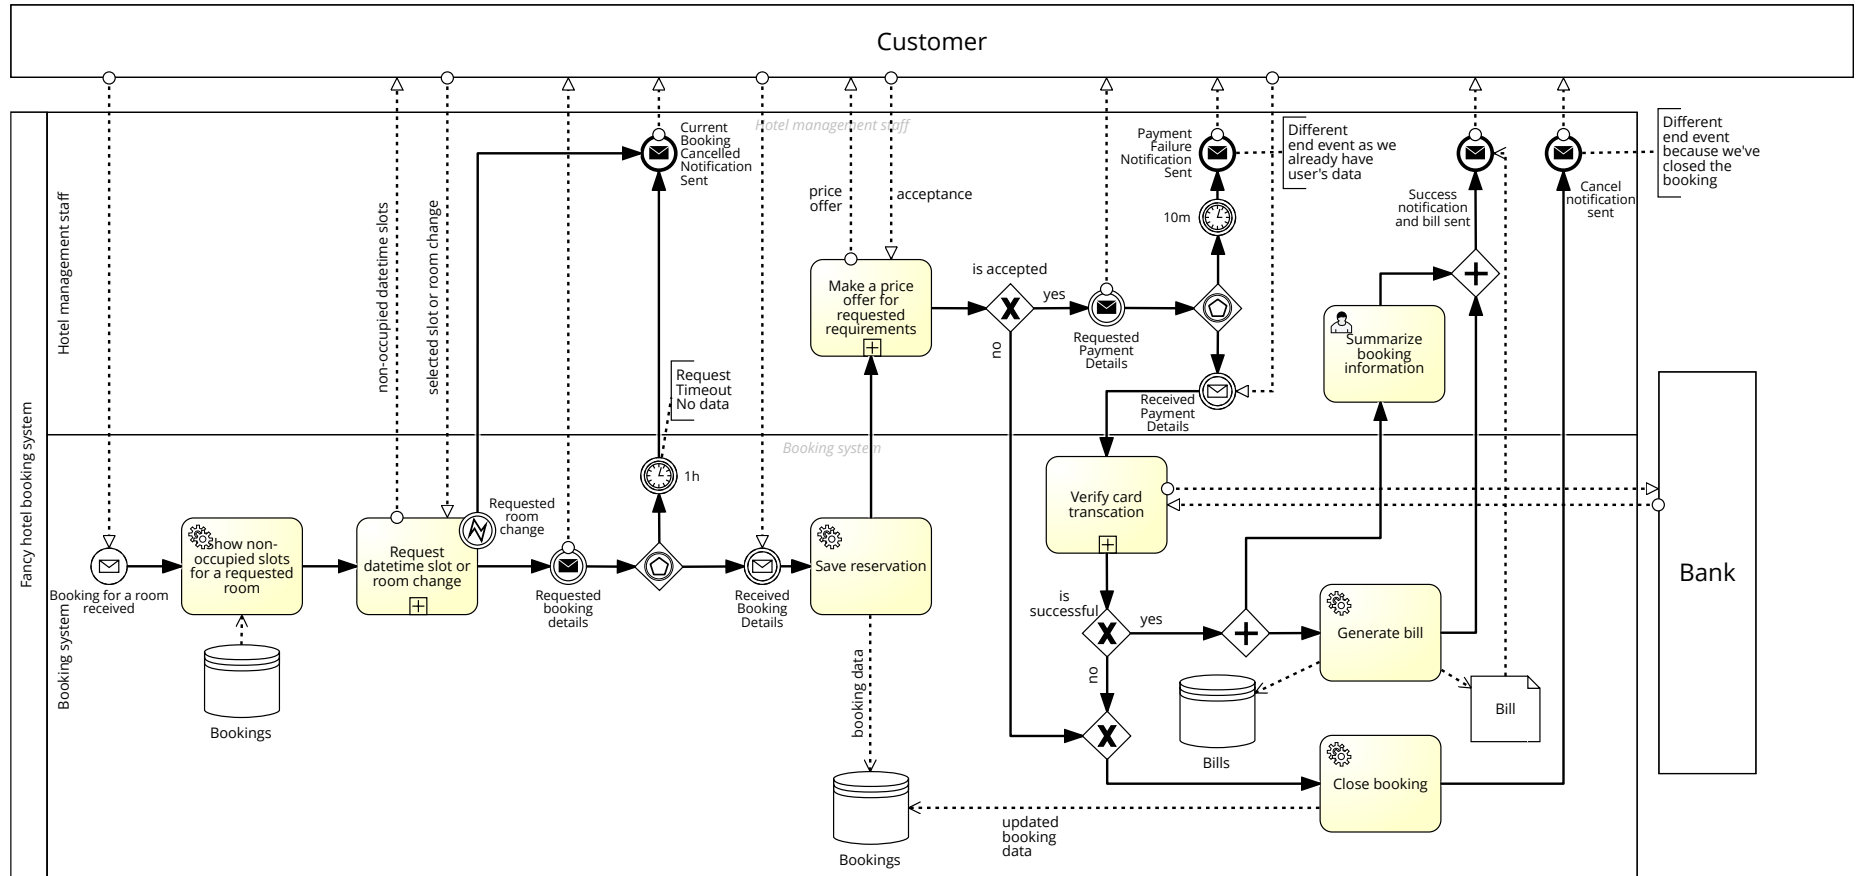 Customer
Fancy hotel booking system
Hotel management staff
Hotel management staff
Booking system
Booking system
non-occupied datetime slots
selected slot or room change
Current
Booking
Cancelled
Notification
Sent
price
offer
acceptance
Payment
Failure
Notification
Sent
Different
end event as we
already have
user's data
10m
Success
notification
and bill sent
Cancel
notification
sent
Different
end event
because we've
closed the
booking
Make a price
offer for
requested
requirements
is accepted
yes
no
Requested
Payment
Details
Received
Payment
Details
Summarize
booking
information
Request
Timeout
No data
1h
Booking for a room
received
Show non-
occupied slots
for a requested
room
Bookings
Request
datetime slot or
room change
Requested
room
change
Requested
booking
details
Received
Booking
Details
Save reservation
booking data
Bookings
Verify card
transcation
is
successful
yes
no
Generate bill
Bills
Bill
Close booking
updated
booking
data
Bank